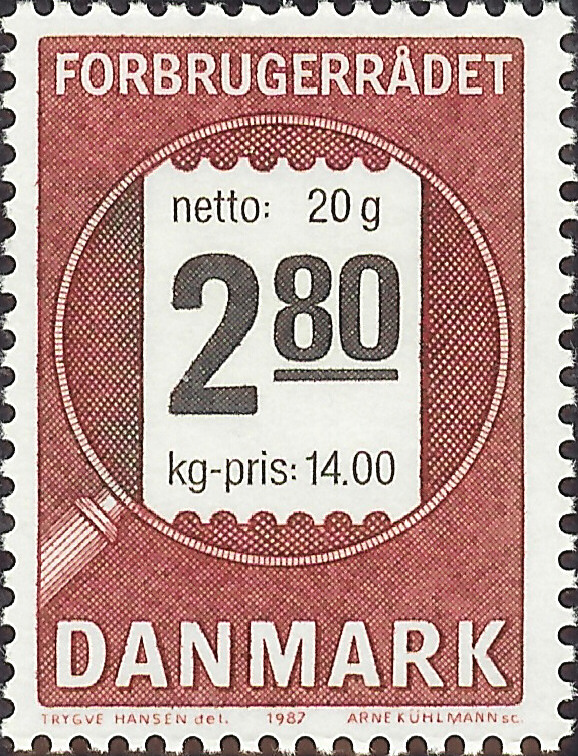 FORBRUGERRÅDET
netto: 20 g
2 80
kg-pris: 14.00
DANMARK
TRYGVE HANSEN del. 1987 ARNE KÜHLMANN sc.